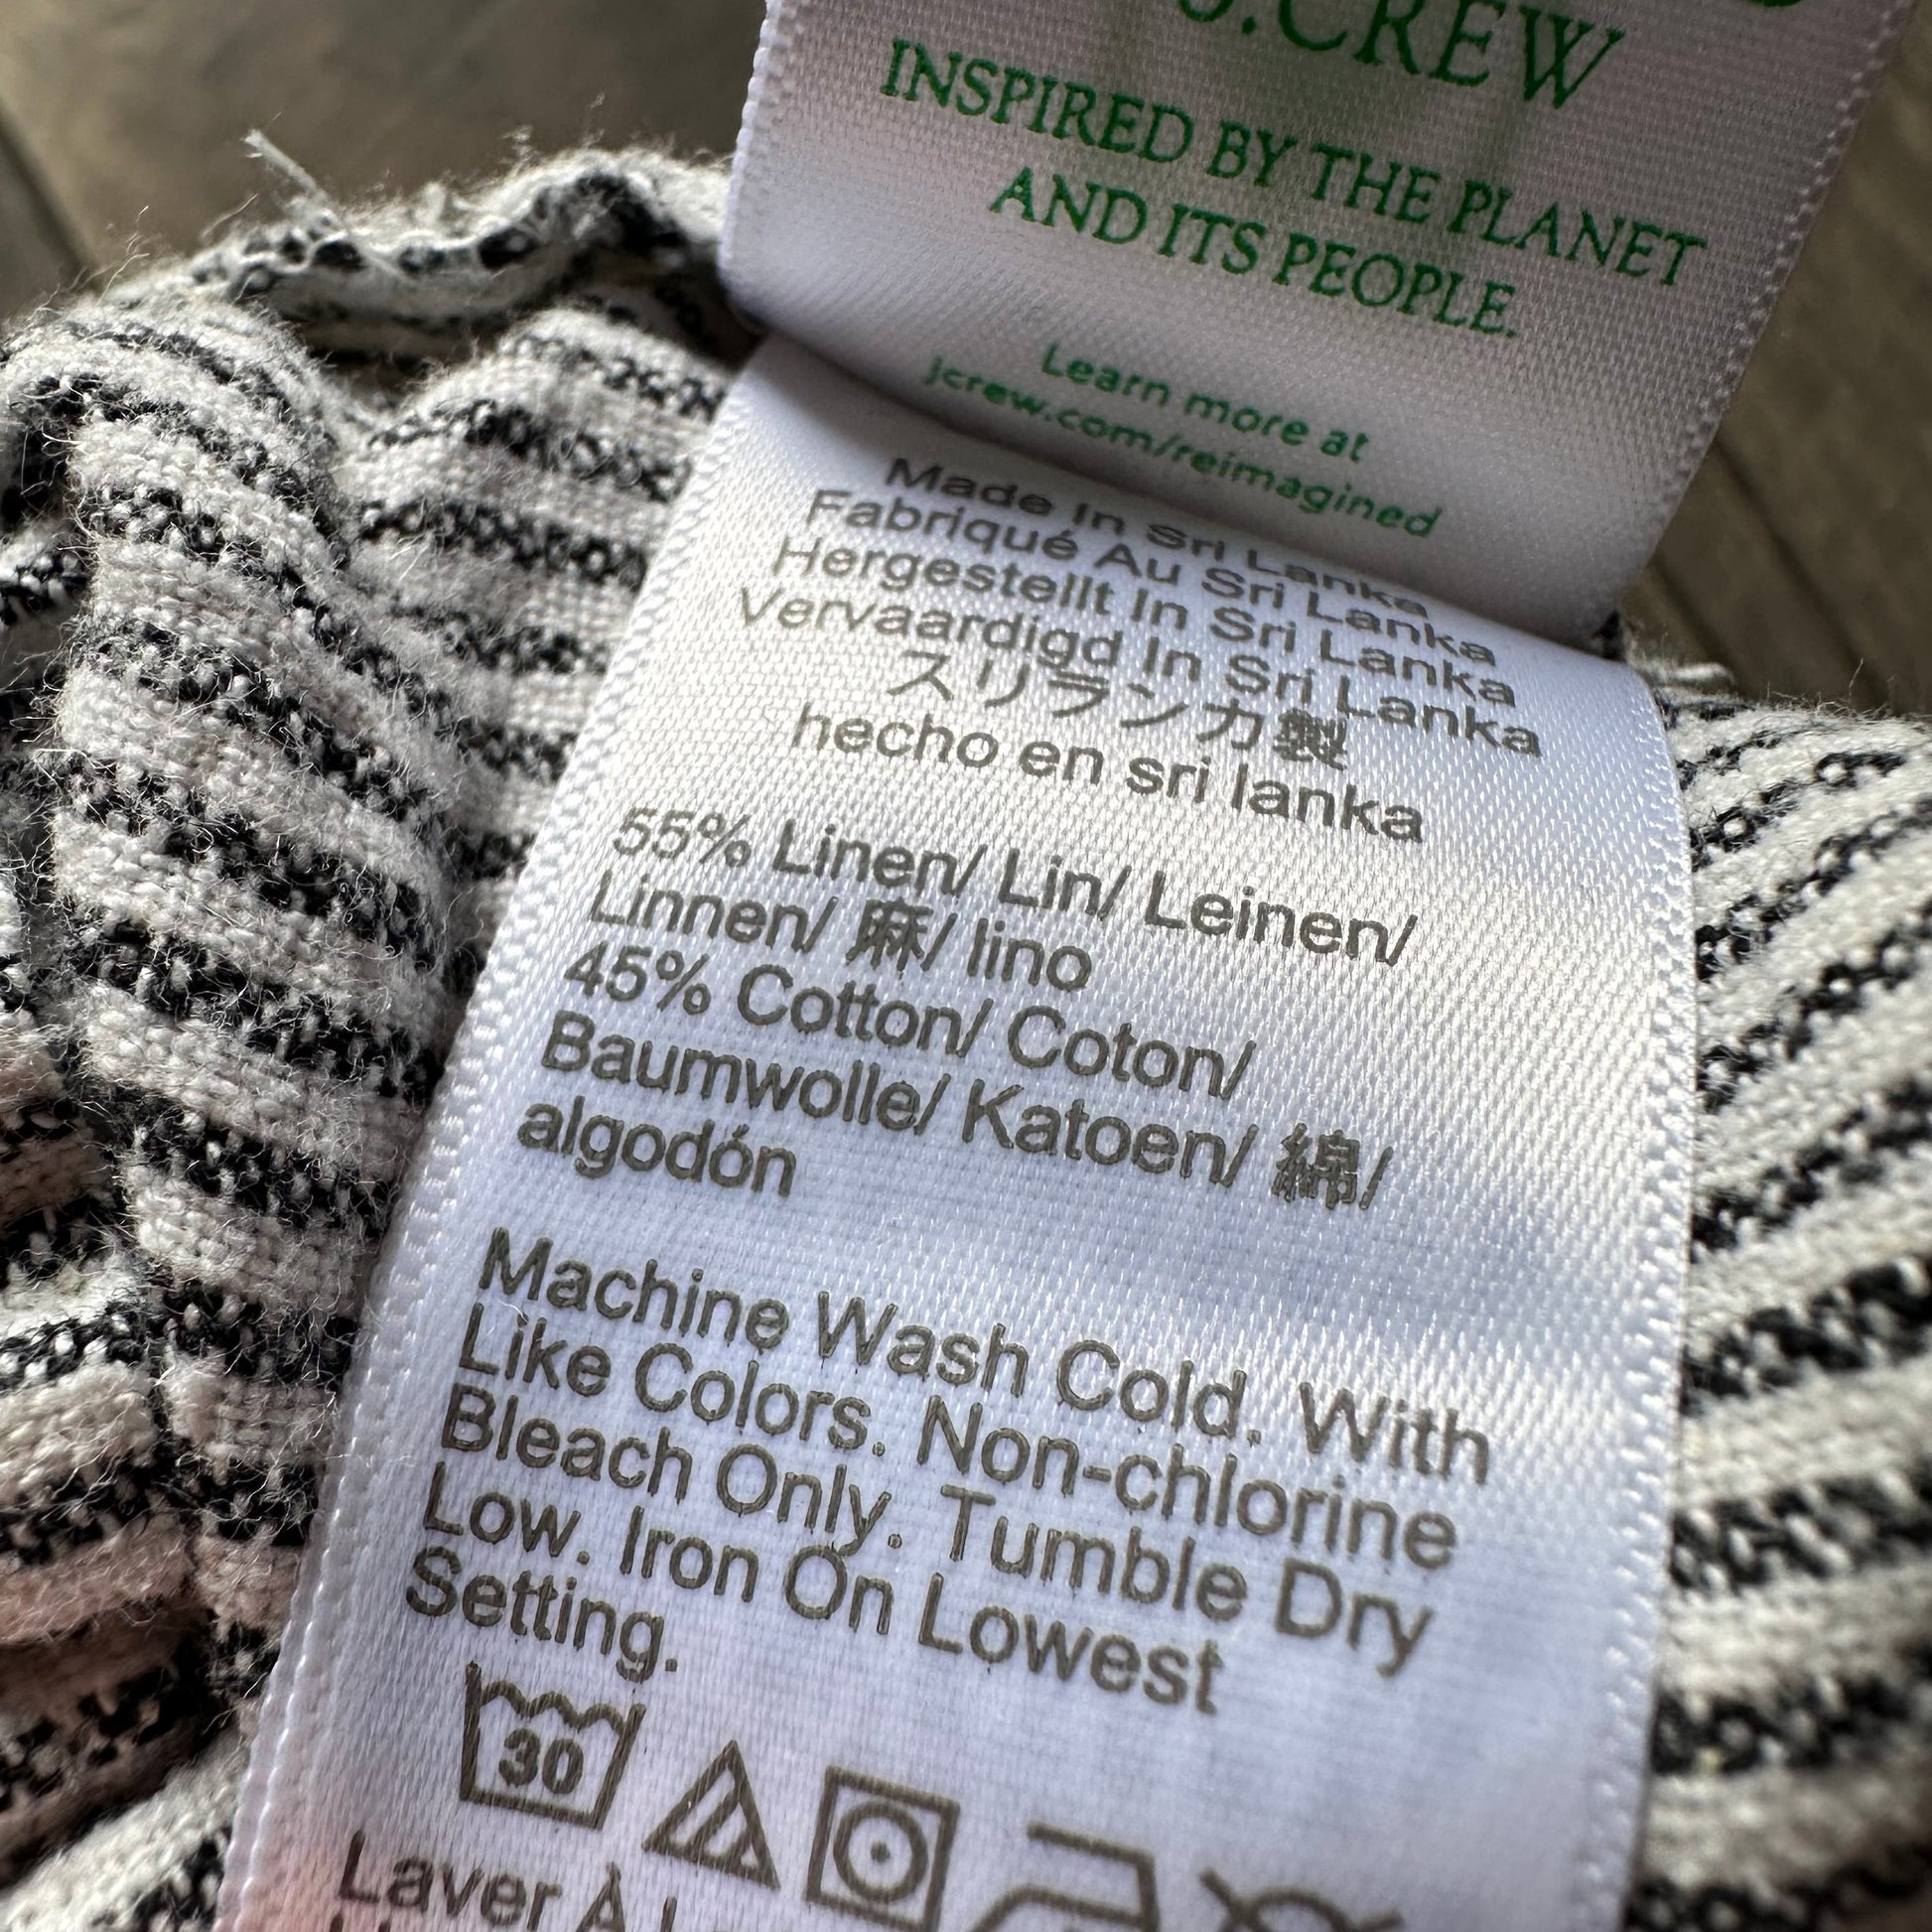 J.CREW
INSPIRED BY THE PLANET
AND ITS PEOPLE.
Learn more at
jcrew.com/reimagined
Made In Sri Lanka
Fabriqué Au Sri Lanka
Hergestellt In Sri Lanka
Vervaardigd In Sri Lanka
スリランカ製
hecho en sri lanka
55% Linen/ Lin/ Leinen/
Linnen/ 麻/ lino
45% Cotton/ Coton/
Baumwolle/ Katoen/ 綿/
algodón
Machine Wash Cold. With
Like Colors. Non-chlorine
Bleach Only. Tumble Dry
Low. Iron On Lowest
Setting.
30
Laver À